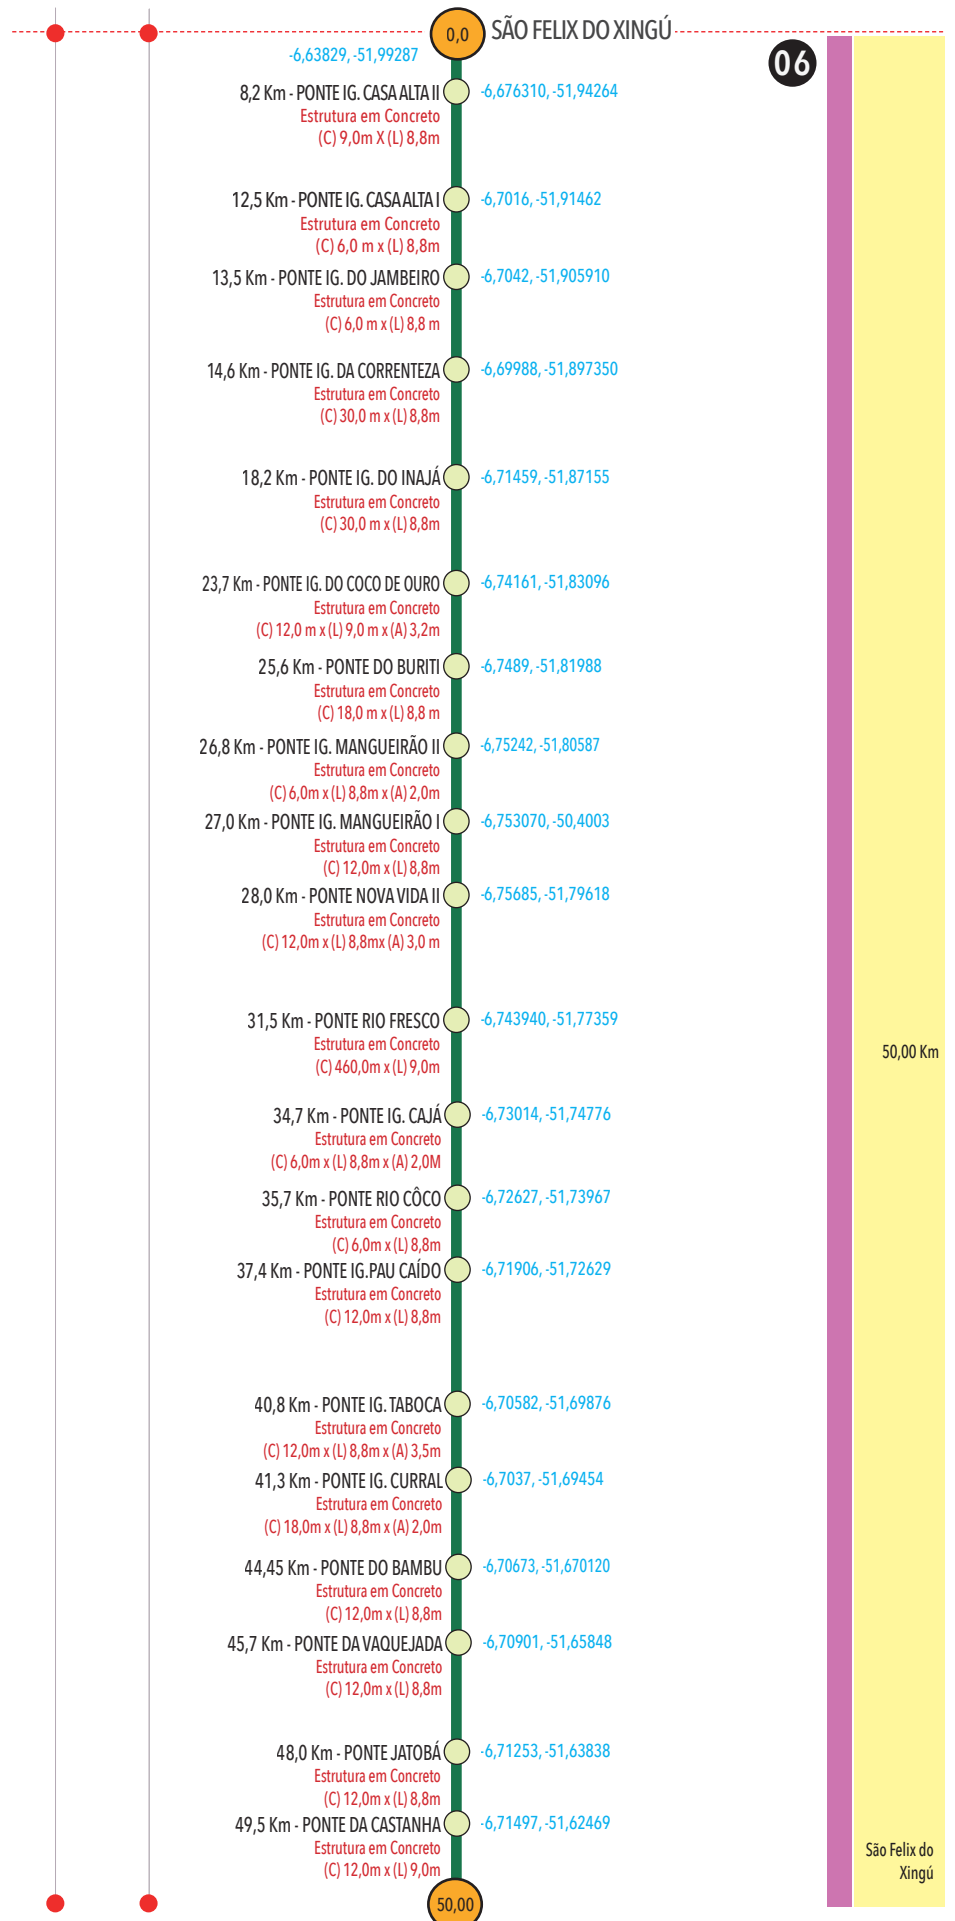 0,0
SÃO FELIX DO XINGÚ
-6,63829, -51,99287
06
8,2 Km - PONTE IG. CASA ALTA II
-6,676310, -51,94264
Estrutura em Concreto
(C) 9,0m X (L) 8,8m
12,5 Km - PONTE IG. CASA ALTA I
-6,7016, -51,91462
Estrutura em Concreto
(C) 6,0 m x (L) 8,8m
13,5 Km - PONTE IG. DO JAMBEIRO
-6,7042, -51,905910
Estrutura em Concreto
(C) 6,0 m x (L) 8,8 m
14,6 Km - PONTE IG. DA CORRENTEZA
-6,69988, -51,897350
Estrutura em Concreto
(C) 30,0 m x (L) 8,8m
18,2 Km - PONTE IG. DO INAJÁ
-6,71459, -51,87155
Estrutura em Concreto
(C) 30,0 m x (L) 8,8m
23,7 Km - PONTE IG. DO COCO DE OURO
-6,74161, -51,83096
Estrutura em Concreto
(C) 12,0 m x (L) 9,0 m x (A) 3,2m
25,6 Km - PONTE DO BURITI
-6,7489, -51,81988
Estrutura em Concreto
(C) 18,0 m x (L) 8,8 m
26,8 Km - PONTE IG. MANGUEIRÃO II
-6,75242, -51,80587
Estrutura em Concreto
(C) 6,0m x (L) 8,8m x (A) 2,0m
27,0 Km - PONTE IG. MANGUEIRÃO I
-6,753070, -50,4003
Estrutura em Concreto
(C) 12,0m x (L) 8,8m
28,0 Km - PONTE NOVA VIDA II
-6,75685, -51,79618
Estrutura em Concreto
(C) 12,0m x (L) 8,8mx (A) 3,0 m
31,5 Km - PONTE RIO FRESCO
-6,743940, -51,77359
Estrutura em Concreto
(C) 460,0m x (L) 9,0m
50,00 Km
34,7 Km - PONTE IG. CAJÁ
-6,73014, -51,74776
Estrutura em Concreto
(C) 6,0m x (L) 8,8m x (A) 2,0M
35,7 Km - PONTE RIO CÔCO
-6,72627, -51,73967
Estrutura em Concreto
(C) 6,0m x (L) 8,8m
37,4 Km - PONTE IG.PAU CAÍDO
-6,71906, -51,72629
Estrutura em Concreto
(C) 12,0m x (L) 8,8m
40,8 Km - PONTE IG. TABOCA
-6,70582, -51,69876
Estrutura em Concreto
(C) 12,0m x (L) 8,8m x (A) 3,5m
41,3 Km - PONTE IG. CURRAL
-6,7037, -51,69454
Estrutura em Concreto
(C) 18,0m x (L) 8,8m x (A) 2,0m
44,45 Km - PONTE DO BAMBU
-6,70673, -51,670120
Estrutura em Concreto
(C) 12,0m x (L) 8,8m
45,7 Km - PONTE DA VAQUEJADA
-6,70901, -51,65848
Estrutura em Concreto
(C) 12,0m x (L) 8,8m
48,0 Km - PONTE JATOBÁ
-6,71253, -51,63838
Estrutura em Concreto
(C) 12,0m x (L) 8,8m
49,5 Km - PONTE DA CASTANHA
-6,71497, -51,62469
Estrutura em Concreto
(C) 12,0m x (L) 9,0m
São Felix do
Xingú
50,00